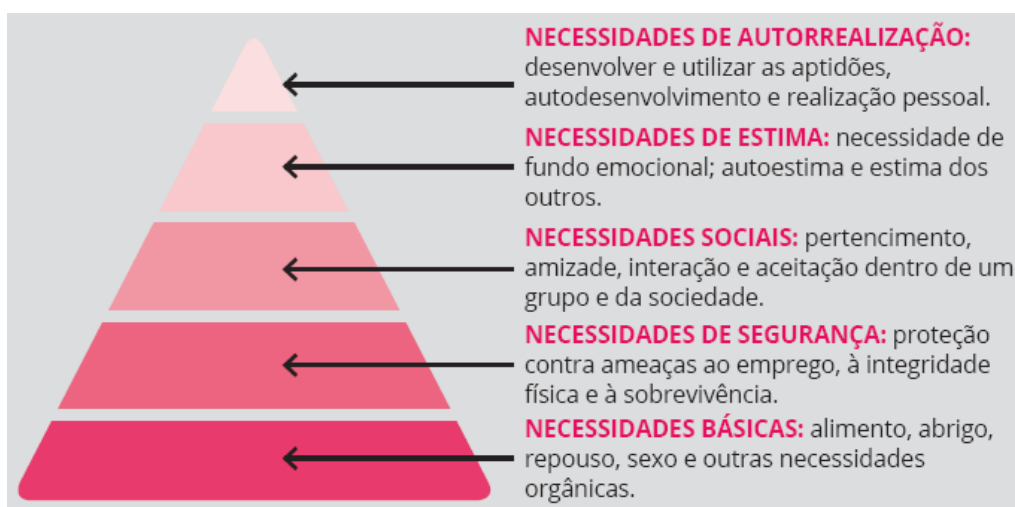 NECESSIDADES DE AUTORREALIZAÇÃO:
desenvolver e utilizar as aptidões,
autodesenvolvimento e realização pessoal.
NECESSIDADES DE ESTIMA: necessidade de
fundo emocional; autoestima e estima dos
outros.
NECESSIDADES SOCIAIS: pertencimento,
amizade, interação e aceitação dentro de um
grupo e da sociedade.
NECESSIDADES DE SEGURANÇA: proteção
contra ameaças ao emprego, à integridade
física e à sobrevivência.
NECESSIDADES BÁSICAS: alimento, abrigo,
repouso, sexo e outras necessidades
orgânicas.